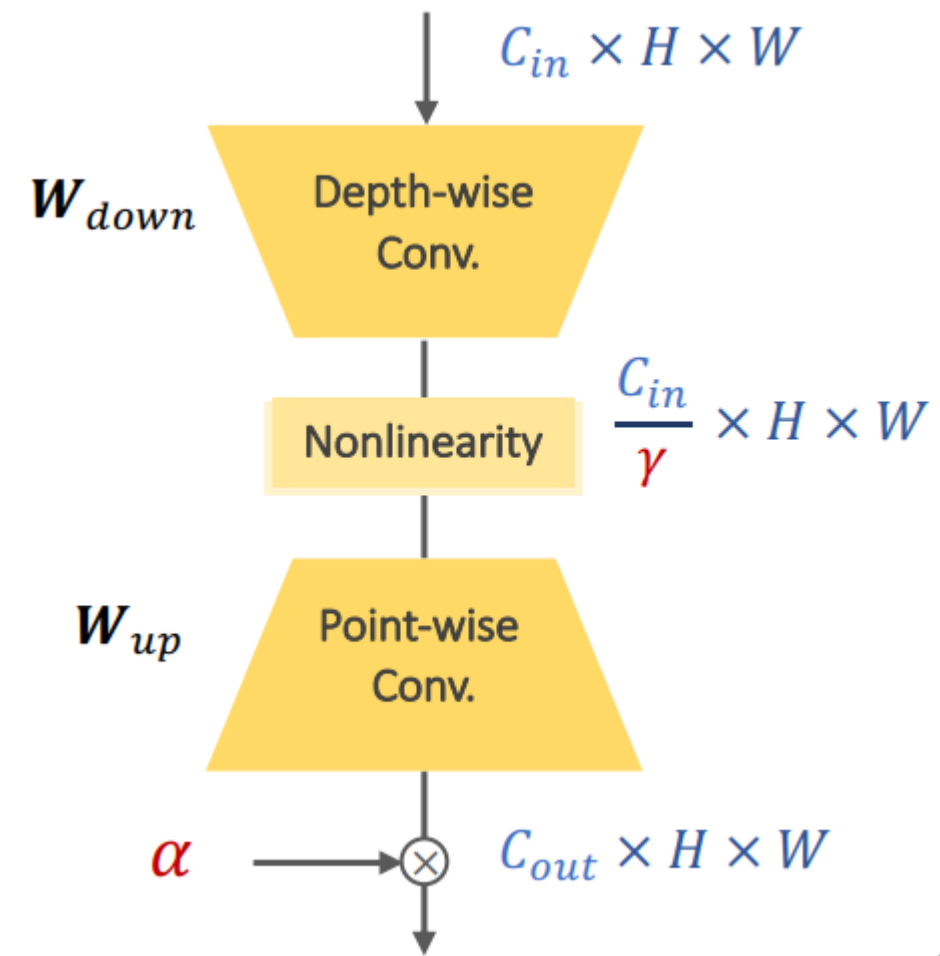 C_in × H × W
W_down
Depth-wise
Conv.
Nonlinearity
C_in/γ × H × W
W_up
Point-wise
Conv.
α
×
C_out × H × W